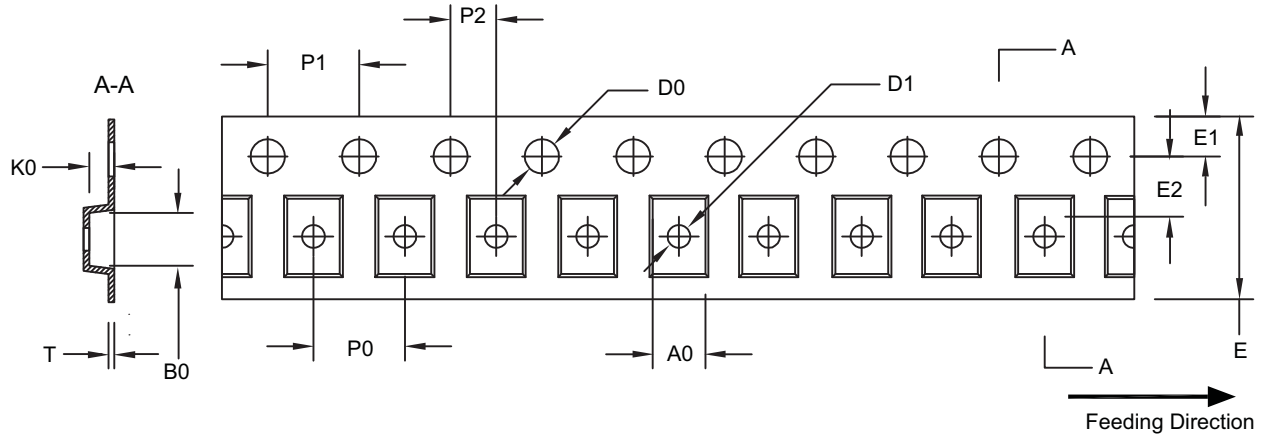 P2
A
P1
A-A
D0
D1
E1
K0
E2
P0
A0
E
T
B0
A
Feeding Direction